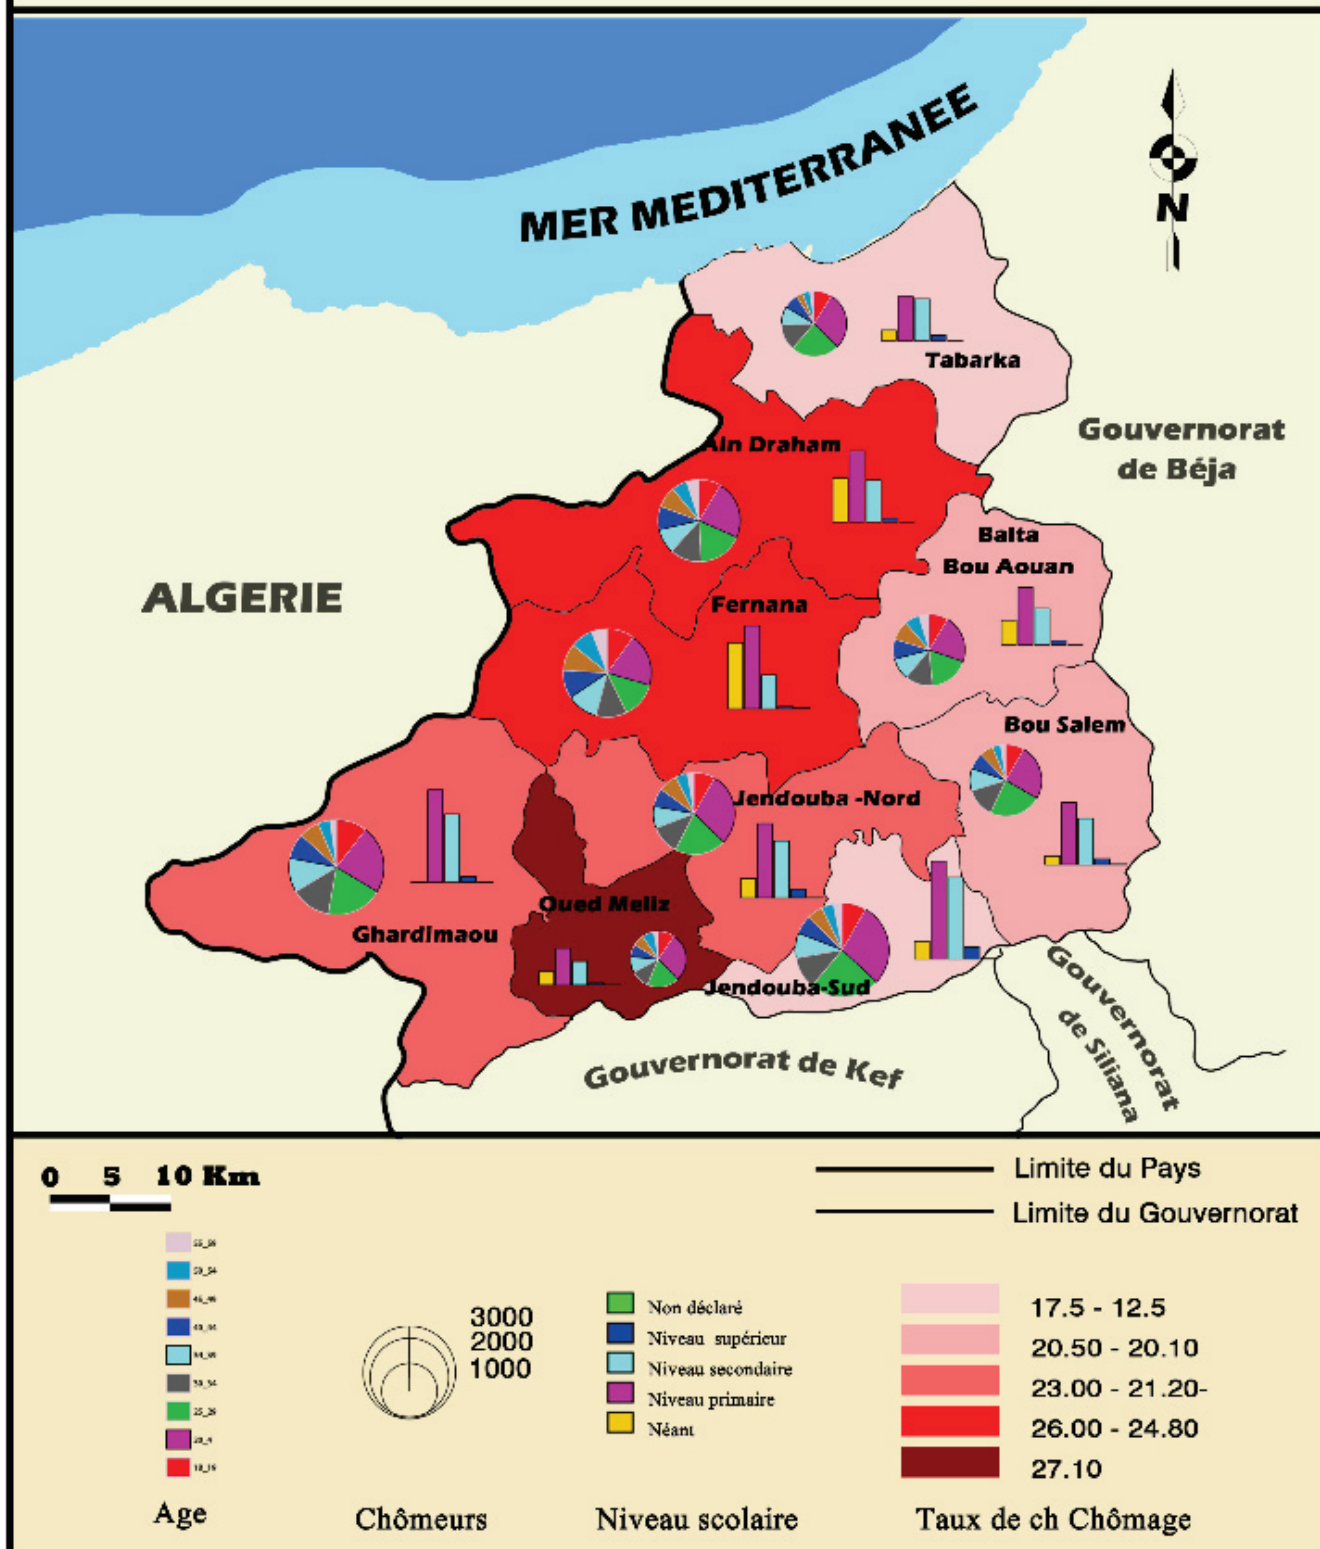 MER MEDITERRANEE
N
Tabarka
Gouvernorat
de Béja
Ain Draham
Balta
Bou Aouan
ALGERIE
Fernana
Bou Salem
Jendouba -Nord
Oued Meliz
Ghardimaou
Jendouba-Sud
Gouvernorat de Kef
Gouvernorat
de Siliana
0 5 10 Km
Limite du Pays
Limite du Gouvernorat
50_54
25_29
3000
2000
1000
Non déclaré
Niveau supérieur
Niveau secondaire
Niveau primaire
Néant
17.5 - 12.5
20.50 - 20.10
23.00 - 21.20-
26.00 - 24.80
27.10
Age
Chômeurs
Niveau scolaire
Taux de ch Chômage